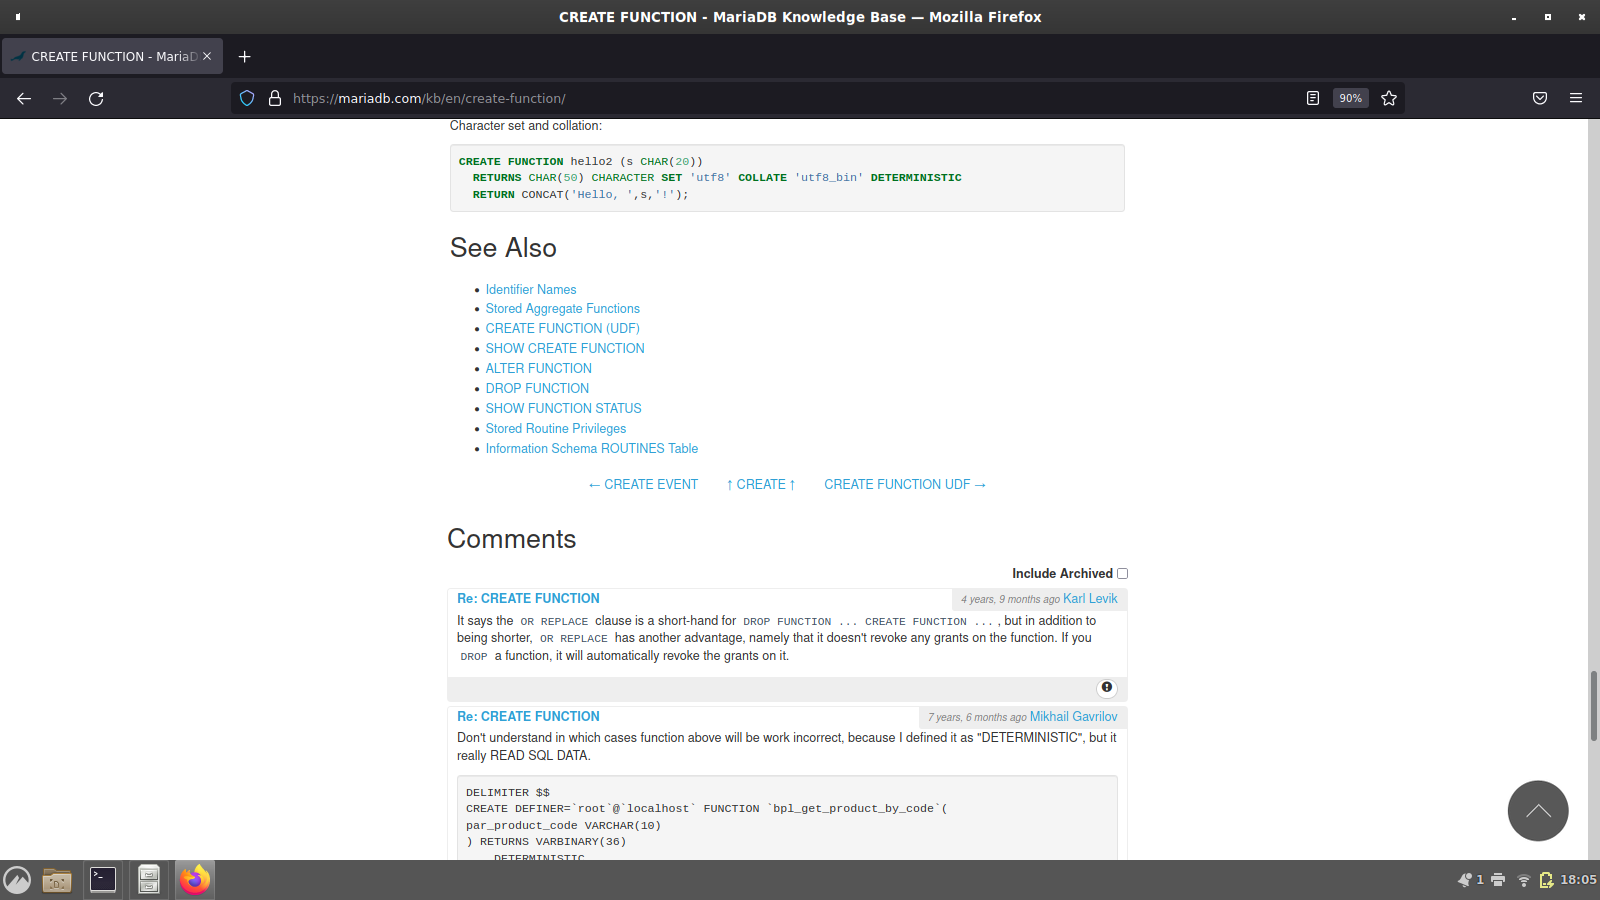 CREATE FUNCTION - MariaDB Knowledge Base — Mozilla Firefox
CREATE FUNCTION - MariaD
https://mariadb.com/kb/en/create-function/
90%
Character set and collation:
CREATE FUNCTION hello2 (s CHAR(20))
RETURNS CHAR(50) CHARACTER SET 'utf8' COLLATE 'utf8_bin' DETERMINISTIC
RETURN CONCAT('Hello, ',s,'!');
See Also
Identifier Names
Stored Aggregate Functions
CREATE FUNCTION (UDF)
SHOW CREATE FUNCTION
ALTER FUNCTION
DROP FUNCTION
SHOW FUNCTION STATUS
Stored Routine Privileges
Information Schema ROUTINES Table
← CREATE EVENT ↑ CREATE ↑ CREATE FUNCTION UDF →
Comments
Include Archived
Re: CREATE FUNCTION 4 years, 9 months ago Karl Levik
It says the OR REPLACE clause is a short-hand for DROP FUNCTION ... CREATE FUNCTION ... , but in addition to
being shorter, OR REPLACE has another advantage, namely that it doesn't revoke any grants on the function. If you
DROP a function, it will automatically revoke the grants on it.
Re: CREATE FUNCTION 7 years, 6 months ago Mikhail Gavrilov
Don't understand in which cases function above will be work incorrect, because I defined it as "DETERMINISTIC", but it
really READ SQL DATA.
DELIMITER $$
CREATE DEFINER=`root`@`localhost` FUNCTION `bpl_get_product_by_code`(
par_product_code VARCHAR(10)
) RETURNS VARBINARY(36)
DETERMINISTIC
1 18:05